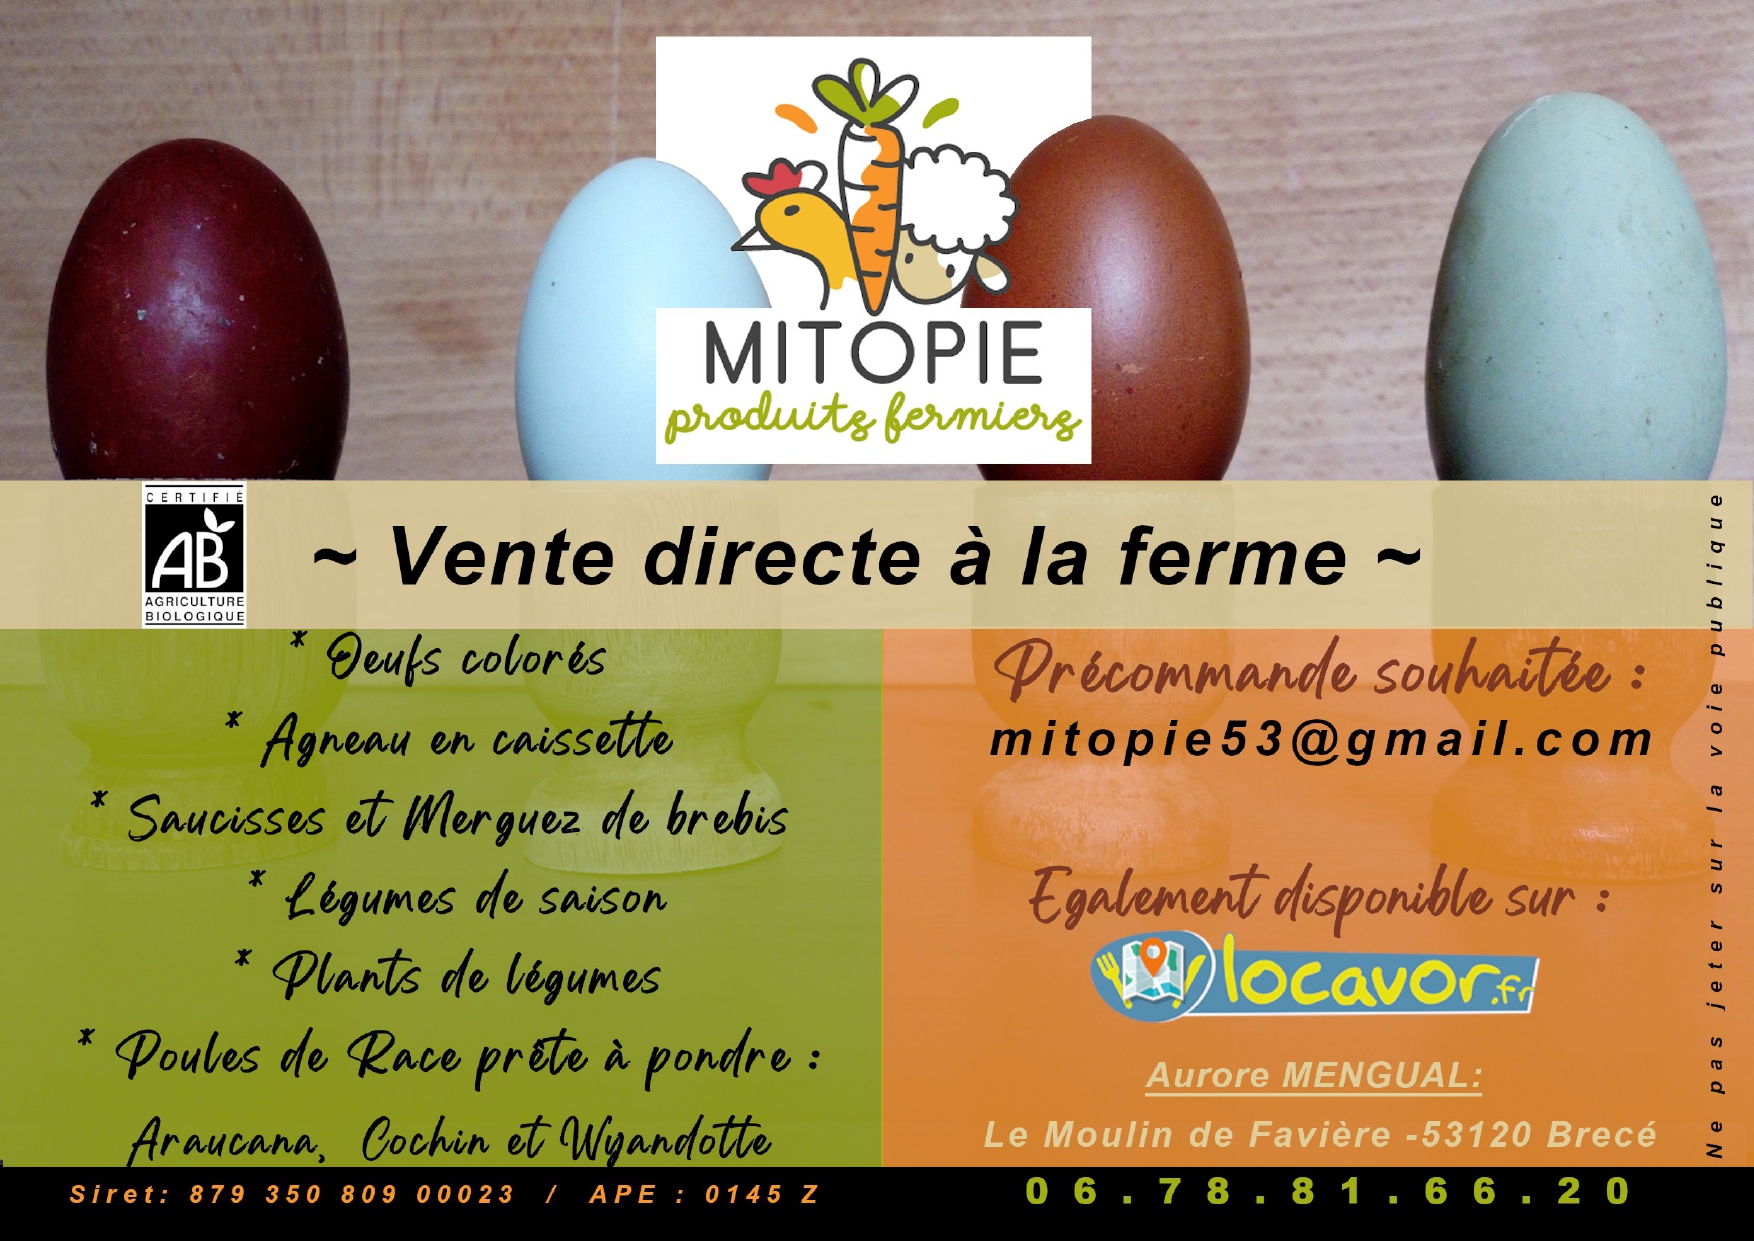 MITOPIE
produits fermiers
CERTIFIÉ
AB
AGRICULTURE
BIOLOGIQUE
~ Vente directe à la ferme ~
* Oeufs colorés
* Agneau en caissette
* Saucisses et Merguez de brebis
* Légumes de saison
* Plants de légumes
* Poules de Race prête à pondre :
Araucana, Cochin et Wyandotte
Précommande souhaitée :
mitopie53@gmail.com
Egalement disponible sur :
locavor.fr
Aurore MENGUAL:
Le Moulin de Favière -53120 Brecé
Ne pas jeter sur la voie publique
Siret: 879 350 809 00023 / APE : 0145 Z
06.78.81.66.20